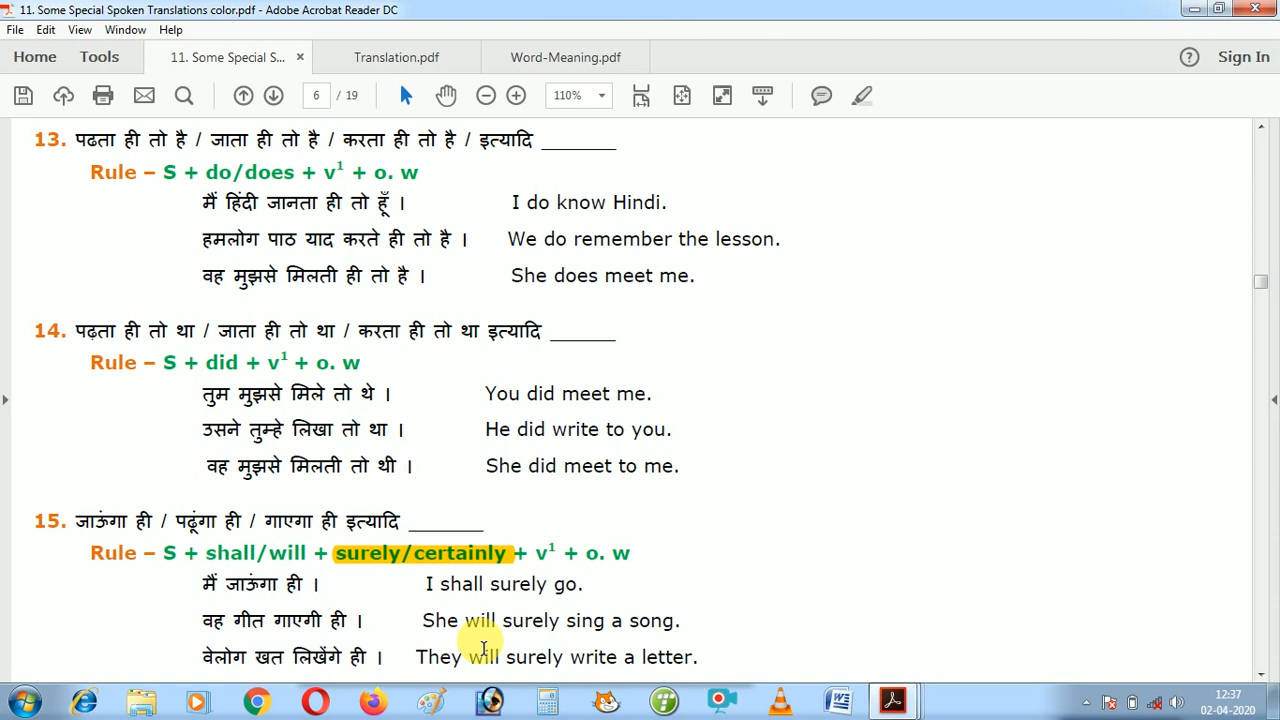 11. Some Special Spoken Translations color.pdf - Adobe Acrobat Reader DC
File Edit View Window Help
Home Tools 11. Some Special S... × Translation.pdf Word-Meaning.pdf Sign In
6 / 19 110%
13. पढता ही तो है / जाता ही तो है / करता ही तो है / इत्यादि _______
Rule – S + do/does + v¹ + o. w
मैं हिंदी जानता ही तो हूँ । I do know Hindi.
हमलोग पाठ याद करते ही तो है । We do remember the lesson.
वह मुझसे मिलती ही तो है । She does meet me.
14. पढ़ता ही तो था / जाता ही तो था / करता ही तो था इत्यादि ______
Rule – S + did + v¹ + o. w
तुम मुझसे मिले तो थे । You did meet me.
उसने तुम्हे लिखा तो था । He did write to you.
वह मुझसे मिलती तो थी । She did meet to me.
15. जाऊंगा ही / पढूंगा ही / गाएगा ही इत्यादि _______
Rule – S + shall/will + surely/certainly + v¹ + o. w
मैं जाऊंगा ही । I shall surely go.
वह गीत गाएगी ही । She will surely sing a song.
वेलोग खत लिखेंगे ही । They will surely write a letter.
12:37
02-04-2020